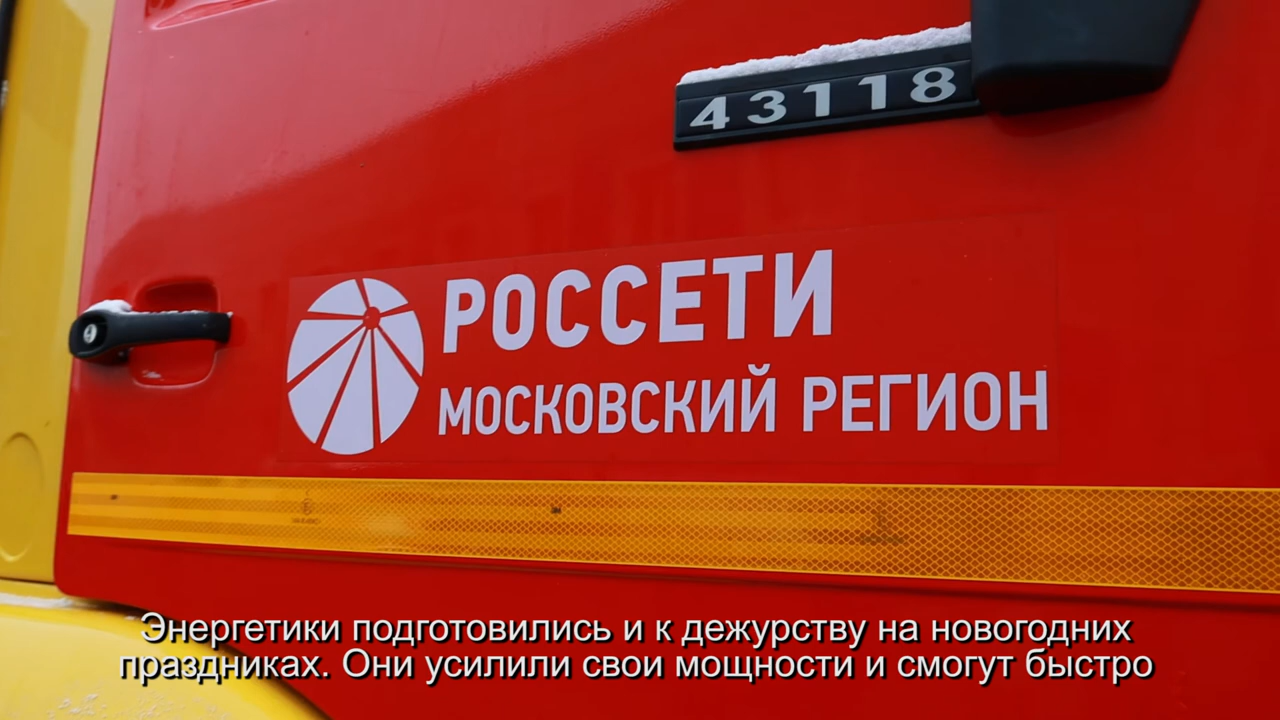 43118
РОССЕТИ
МОСКОВСКИЙ РЕГИОН
Энергетики подготовились и к дежурству на новогодних
праздниках. Они усилили свои мощности и смогут быстро